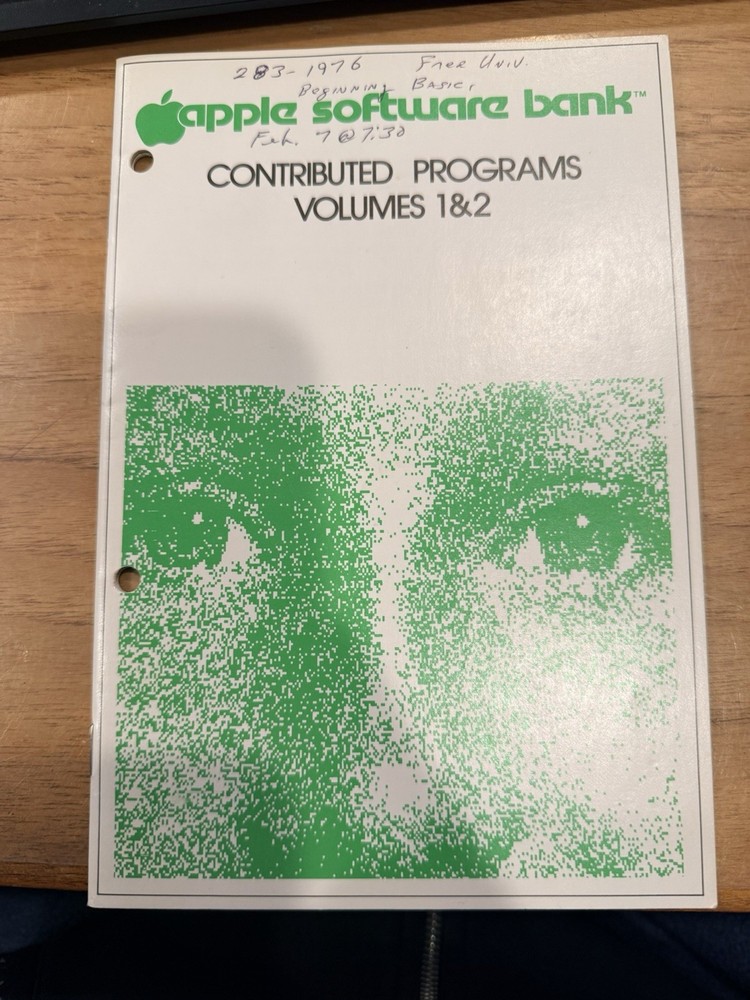 283-1976 Free Univ.
Beginning Basic,
apple software bank™
Feb. 7 @ 7:30
CONTRIBUTED PROGRAMS
VOLUMES 1&2